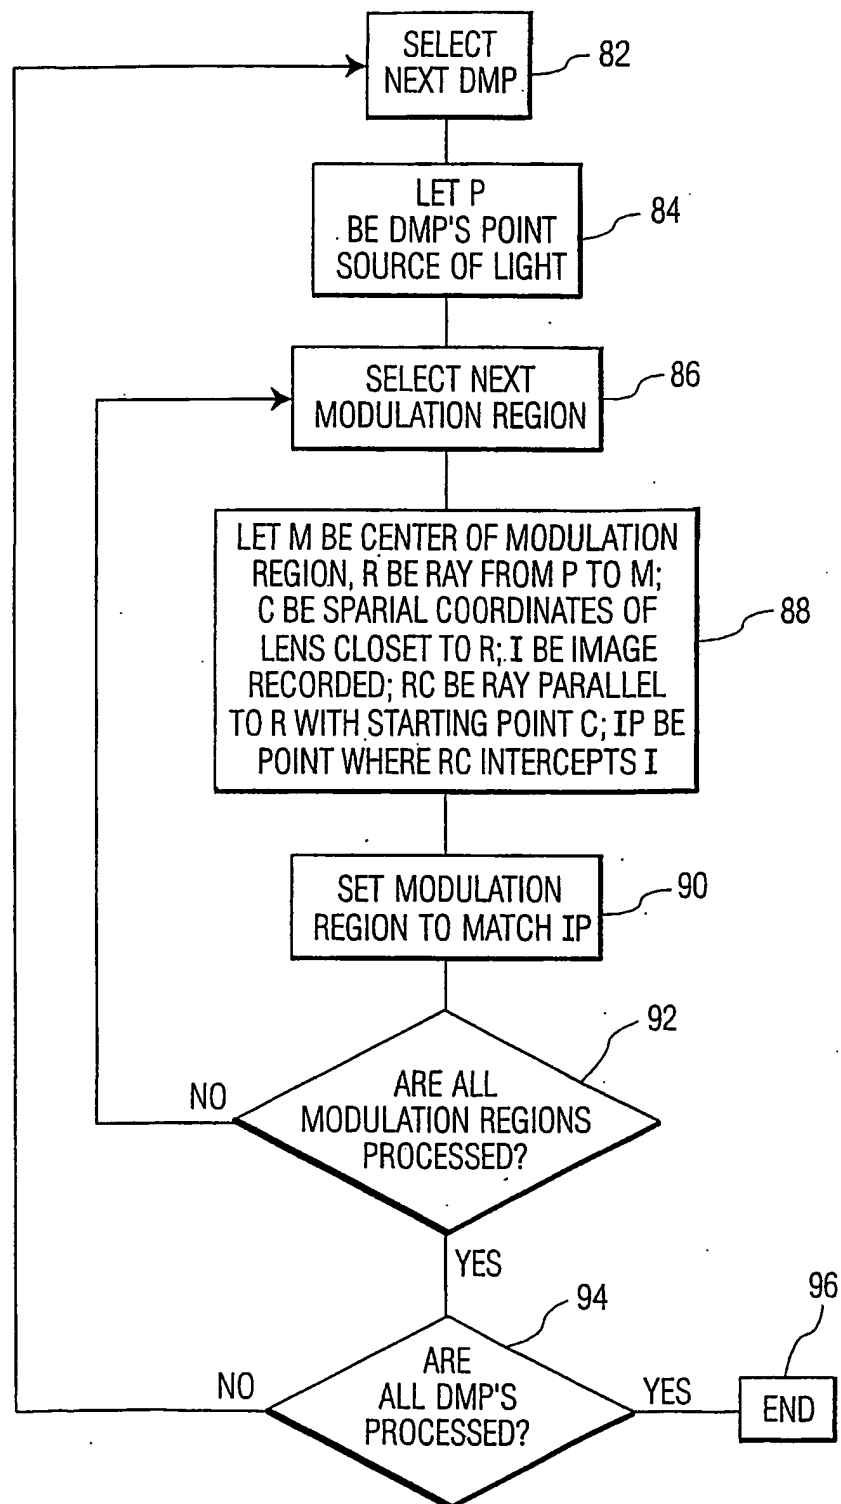 SELECT
NEXT DMP
82
LET P
BE DMP'S POINT
SOURCE OF LIGHT
84
SELECT NEXT
MODULATION REGION
86
LET M BE CENTER OF MODULATION
REGION, R BE RAY FROM P TO M;
C BE SPARIAL COORDINATES OF
LENS CLOSET TO R; I BE IMAGE
RECORDED; RC BE RAY PARALLEL
TO R WITH STARTING POINT C; IP BE
POINT WHERE RC INTERCEPTS I
88
SET MODULATION
REGION TO MATCH IP
90
92
ARE ALL
MODULATION REGIONS
PROCESSED?
NO
YES
94
ARE
ALL DMP'S
PROCESSED?
NO
YES
96
END